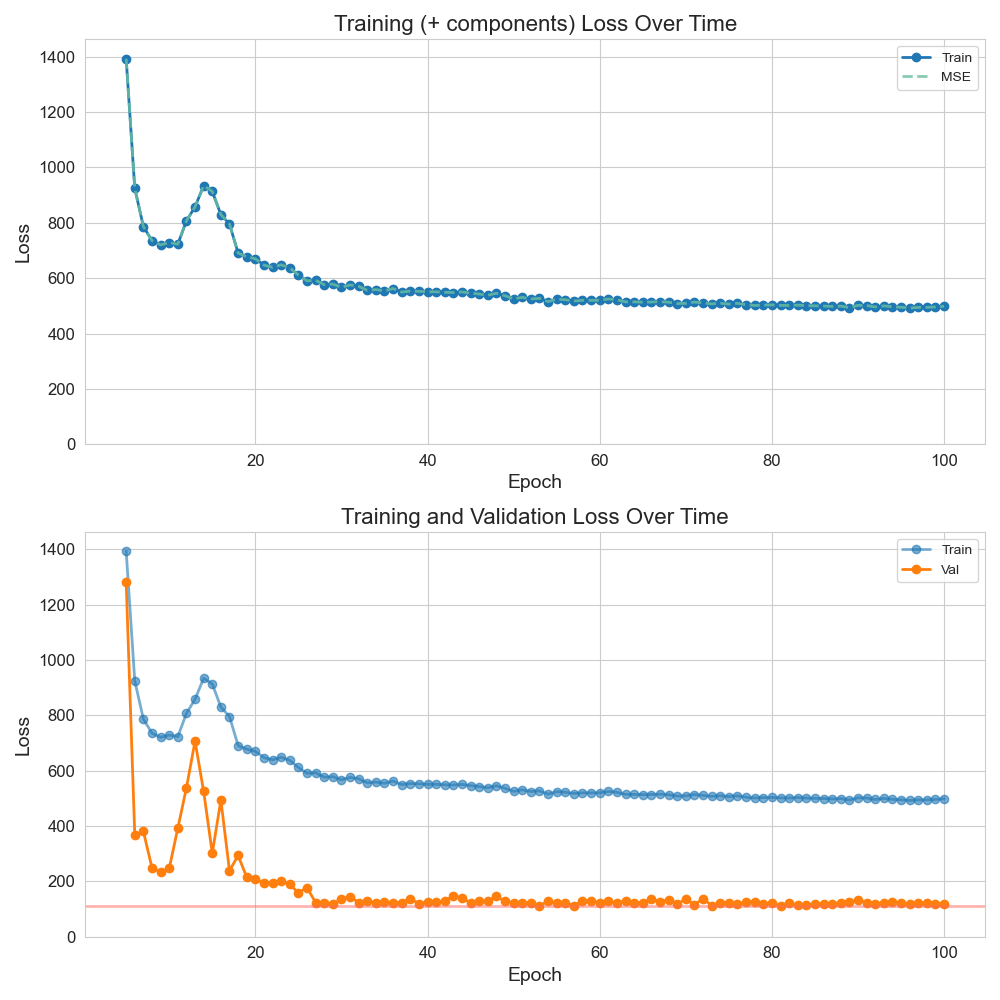 Training (+ components) Loss Over Time
Train
MSE
Loss
1400
1200
1000
800
600
400
200
0
20 40 60 80 100
Epoch
Training and Validation Loss Over Time
Train
Val
Loss
1400
1200
1000
800
600
400
200
0
20 40 60 80 100
Epoch